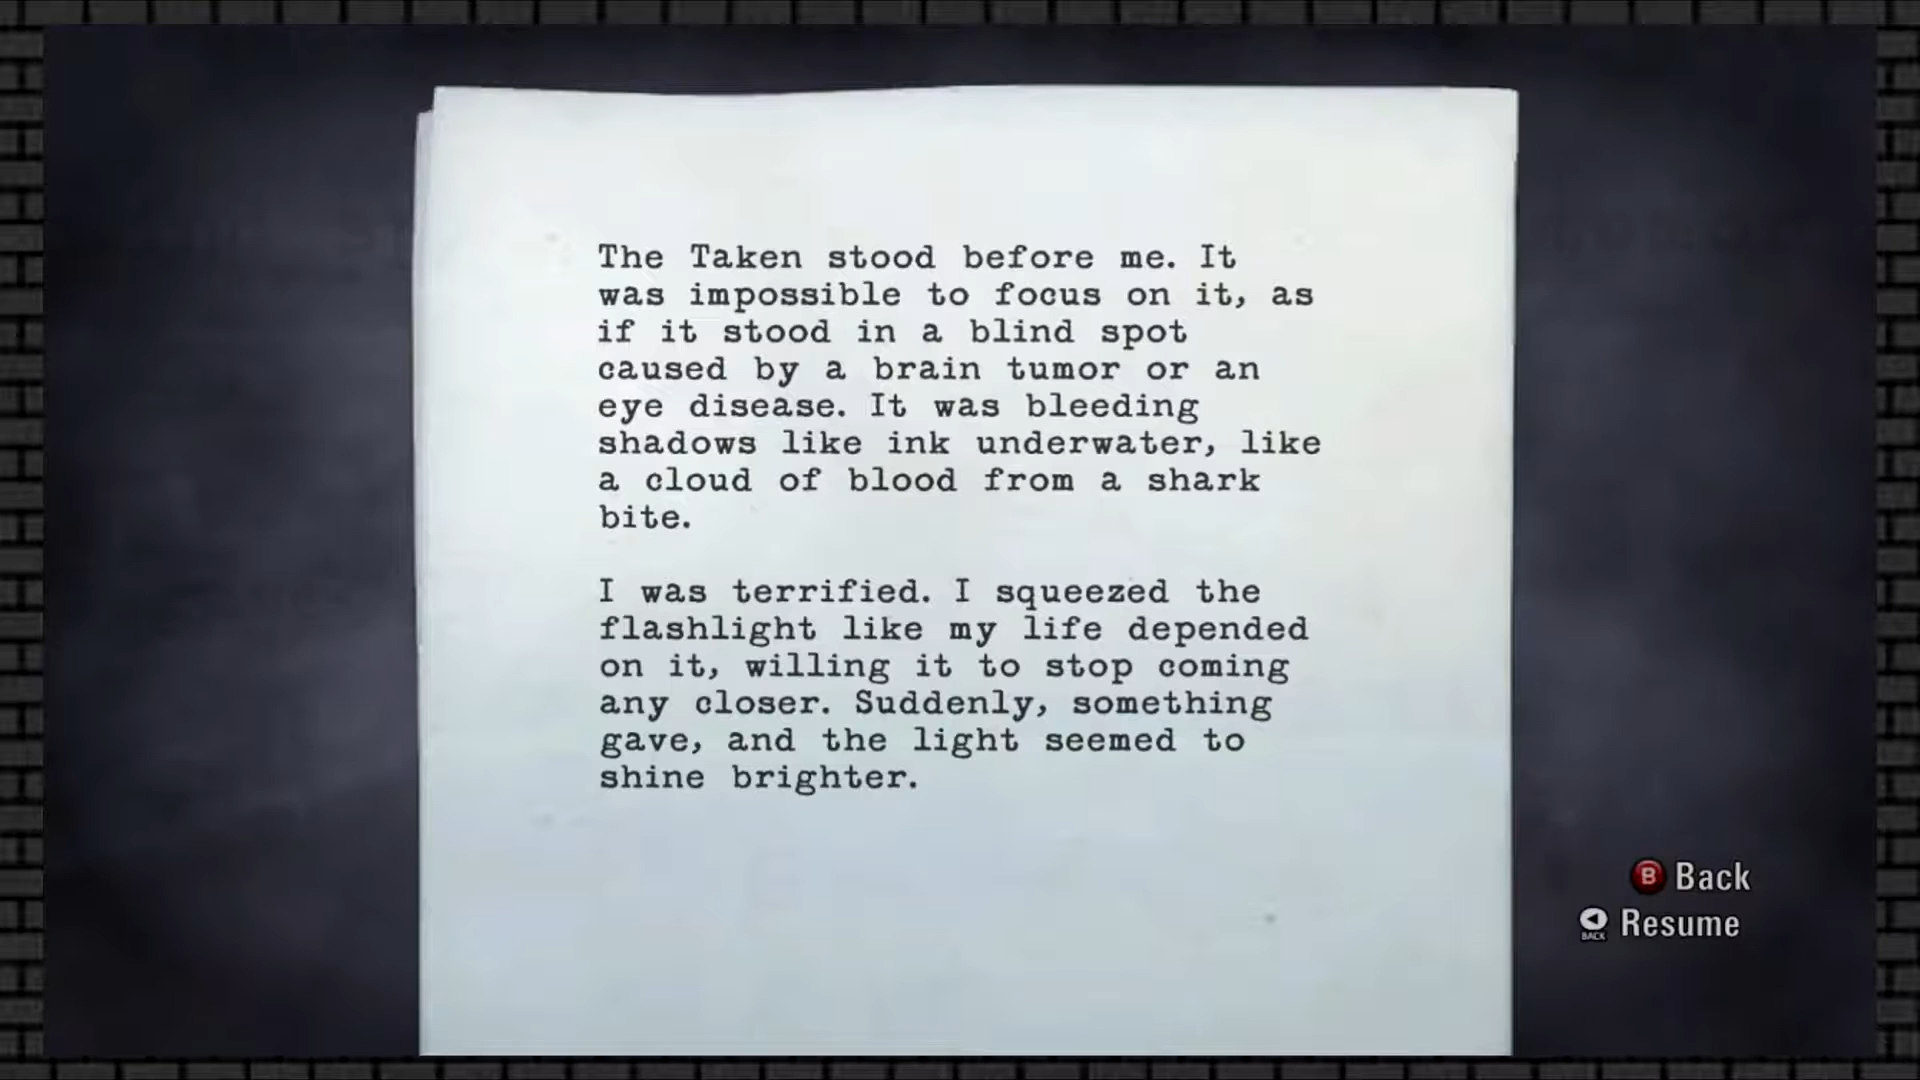 The Taken stood before me. It
was impossible to focus on it, as
if it stood in a blind spot
caused by a brain tumor or an
eye disease. It was bleeding
shadows like ink underwater, like
a cloud of blood from a shark
bite.
I was terrified. I squeezed the
flashlight like my life depended
on it, willing it to stop coming
any closer. Suddenly, something
gave, and the light seemed to
shine brighter.
B Back
BACK Resume